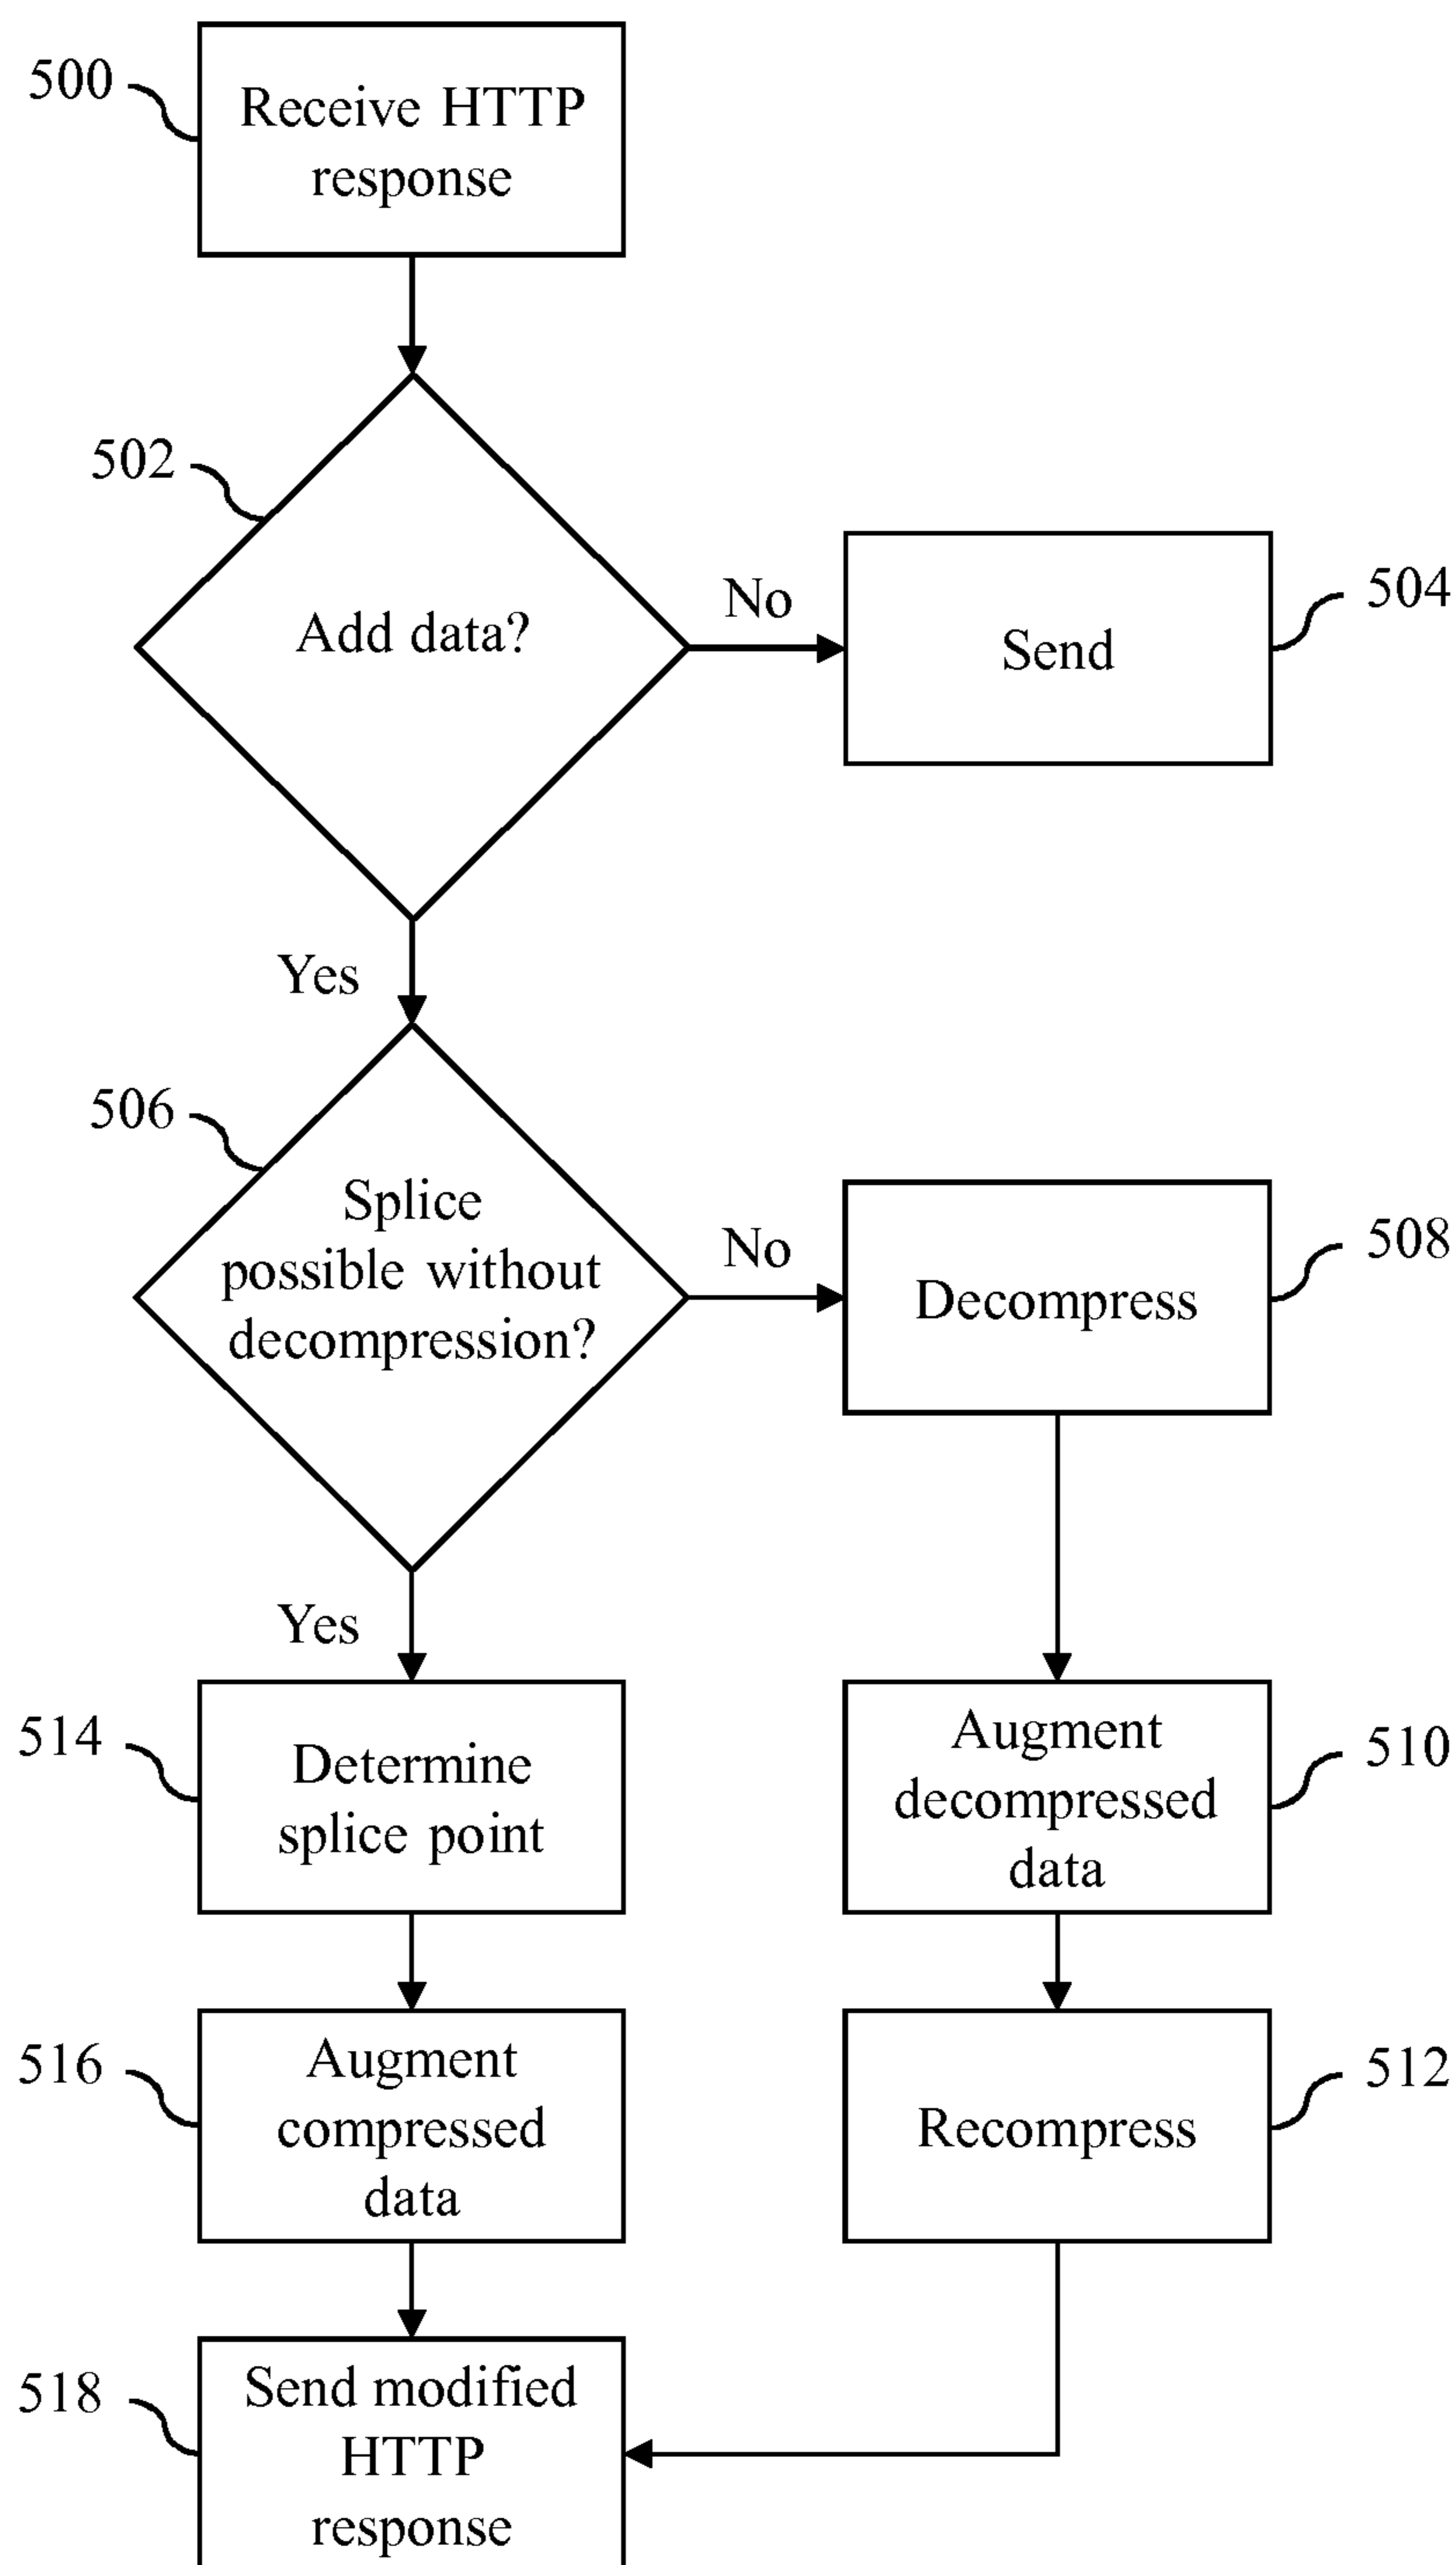 500
Receive HTTP
response
502
Add data?
No
Send
504
Yes
506
Splice
possible without
decompression?
No
Decompress
508
Yes
514
Determine
splice point
Augment
decompressed
data
510
516
Augment
compressed
data
Recompress
512
518
Send modified
HTTP
response